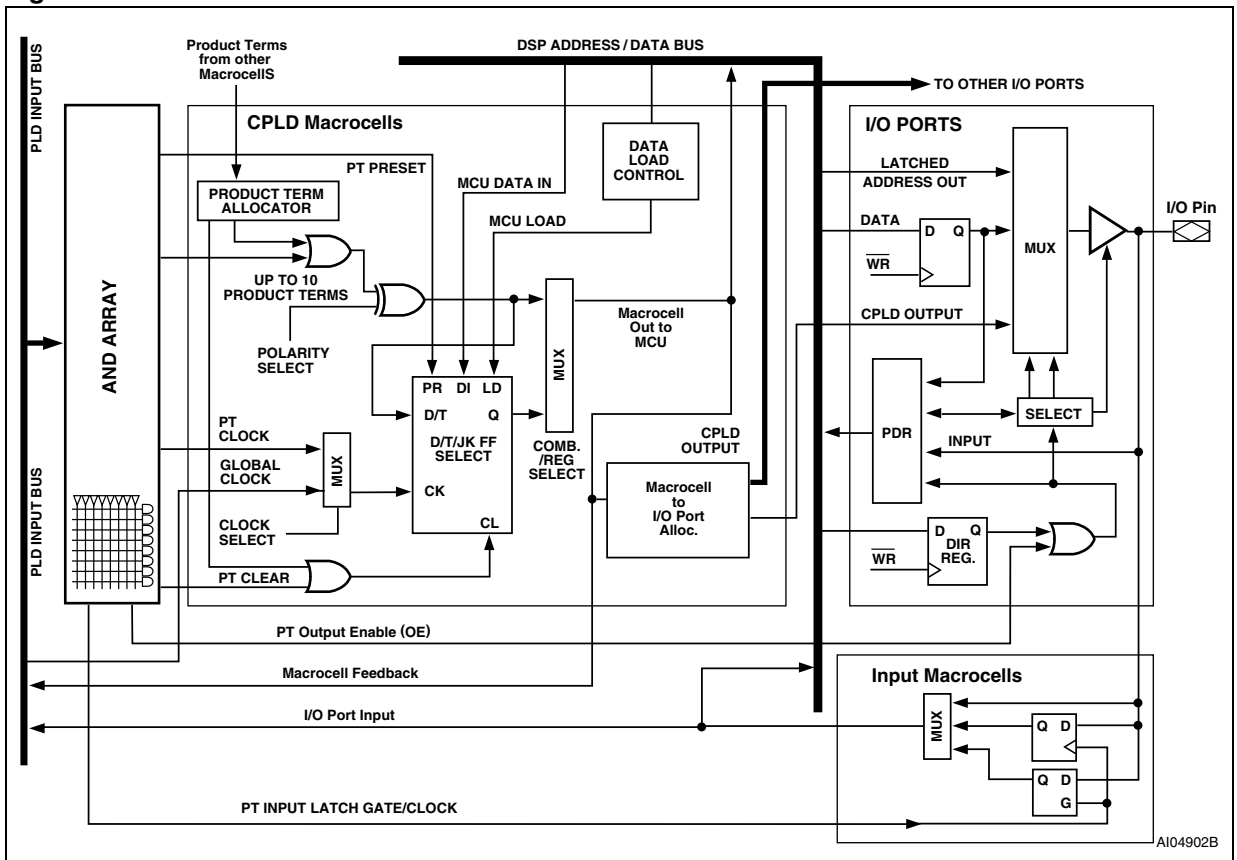 PLD INPUT BUS
Product Terms
from other
MacrocellS
DSP ADDRESS / DATA BUS
TO OTHER I/O PORTS
CPLD Macrocells
I/O PORTS
PT PRESET
MCU DATA IN
DATA
LOAD
CONTROL
LATCHED
ADDRESS OUT
PRODUCT TERM
ALLOCATOR
MCU LOAD
DATA
D Q
WR
MUX
I/O Pin
AND ARRAY
UP TO 10
PRODUCT TERMS
POLARITY
SELECT
MUX
Macrocell
Out to
MCU
CPLD OUTPUT
PR DI LD
D/T Q
D/T/JK FF
SELECT
CK
CL
COMB.
/REG
SELECT
CPLD
OUTPUT
PDR
SELECT
INPUT
PT
CLOCK
GLOBAL
CLOCK
MUX
CLOCK
SELECT
PLD INPUT BUS
Macrocell
to
I/O Port
Alloc.
D Q
DIR
REG.
WR
PT CLEAR
PT Output Enable (OE)
Macrocell Feedback
I/O Port Input
Input Macrocells
MUX
Q D
Q D
G
PT INPUT LATCH GATE/CLOCK
AI04902B